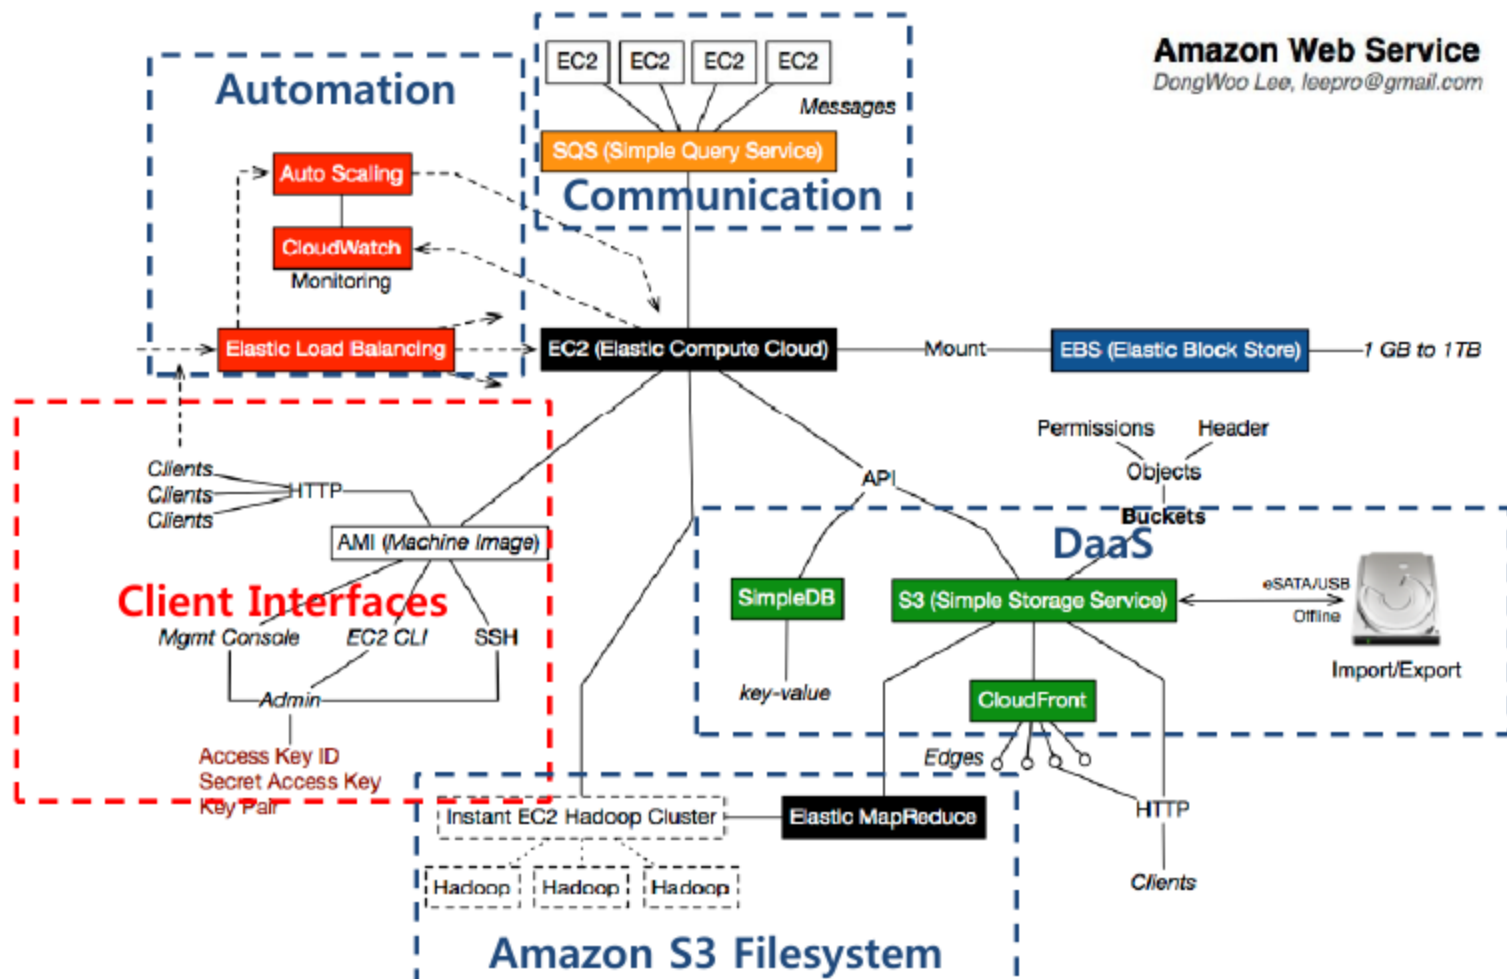 Amazon Web Service
DongWoo Lee, leepro@gmail.com
EC2 EC2 EC2 EC2
Messages
SQS (Simple Query Service)
Communication
Automation
Auto Scaling
CloudWatch
Monitoring
Elastic Load Balancing
EC2 (Elastic Compute Cloud)
Mount
EBS (Elastic Block Store)
1 GB to 1TB
Permissions
Header
Objects
Buckets
API
DaaS
Clients
Clients
Clients
HTTP
AMI (Machine Image)
Client Interfaces
Mgmt Console
EC2 CLI
SSH
Admin
Access Key ID
Secret Access Key
Key Pair
SimpleDB
key-value
S3 (Simple Storage Service)
eSATA/USB
Offline
Import/Export
CloudFront
Edges
HTTP
Clients
Instant EC2 Hadoop Cluster
Elastic MapReduce
Hadoop Hadoop Hadoop
Amazon S3 Filesystem